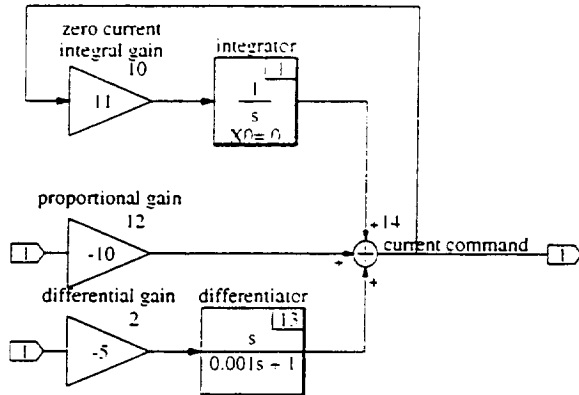 zero current
integral gain
10
11
integrator
1
1
s
X0= 0
proportional gain
12
1
-10
+14
+
+
current command
1
differential gain
2
1
-5
differentiator
13
s
0.001s + 1